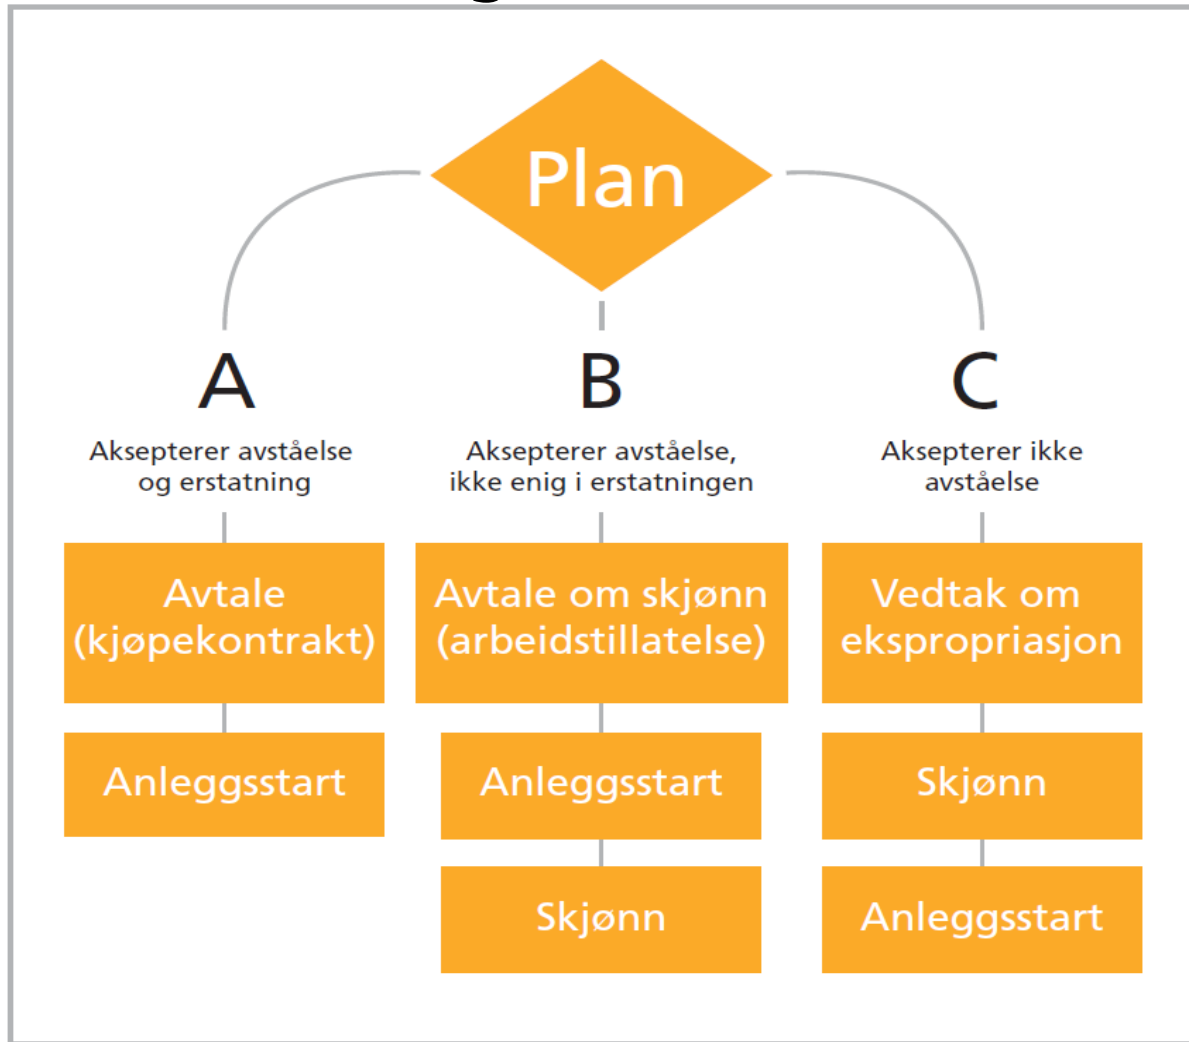 Plan
A
Aksepterer avståelse
og erstatning
Avtale
(kjøpekontrakt)
Anleggsstart
B
Aksepterer avståelse,
ikke enig i erstatningen
Avtale om skjønn
(arbeidstillatelse)
Anleggsstart
Skjønn
C
Aksepterer ikke
avståelse
Vedtak om
ekspropriasjon
Skjønn
Anleggsstart